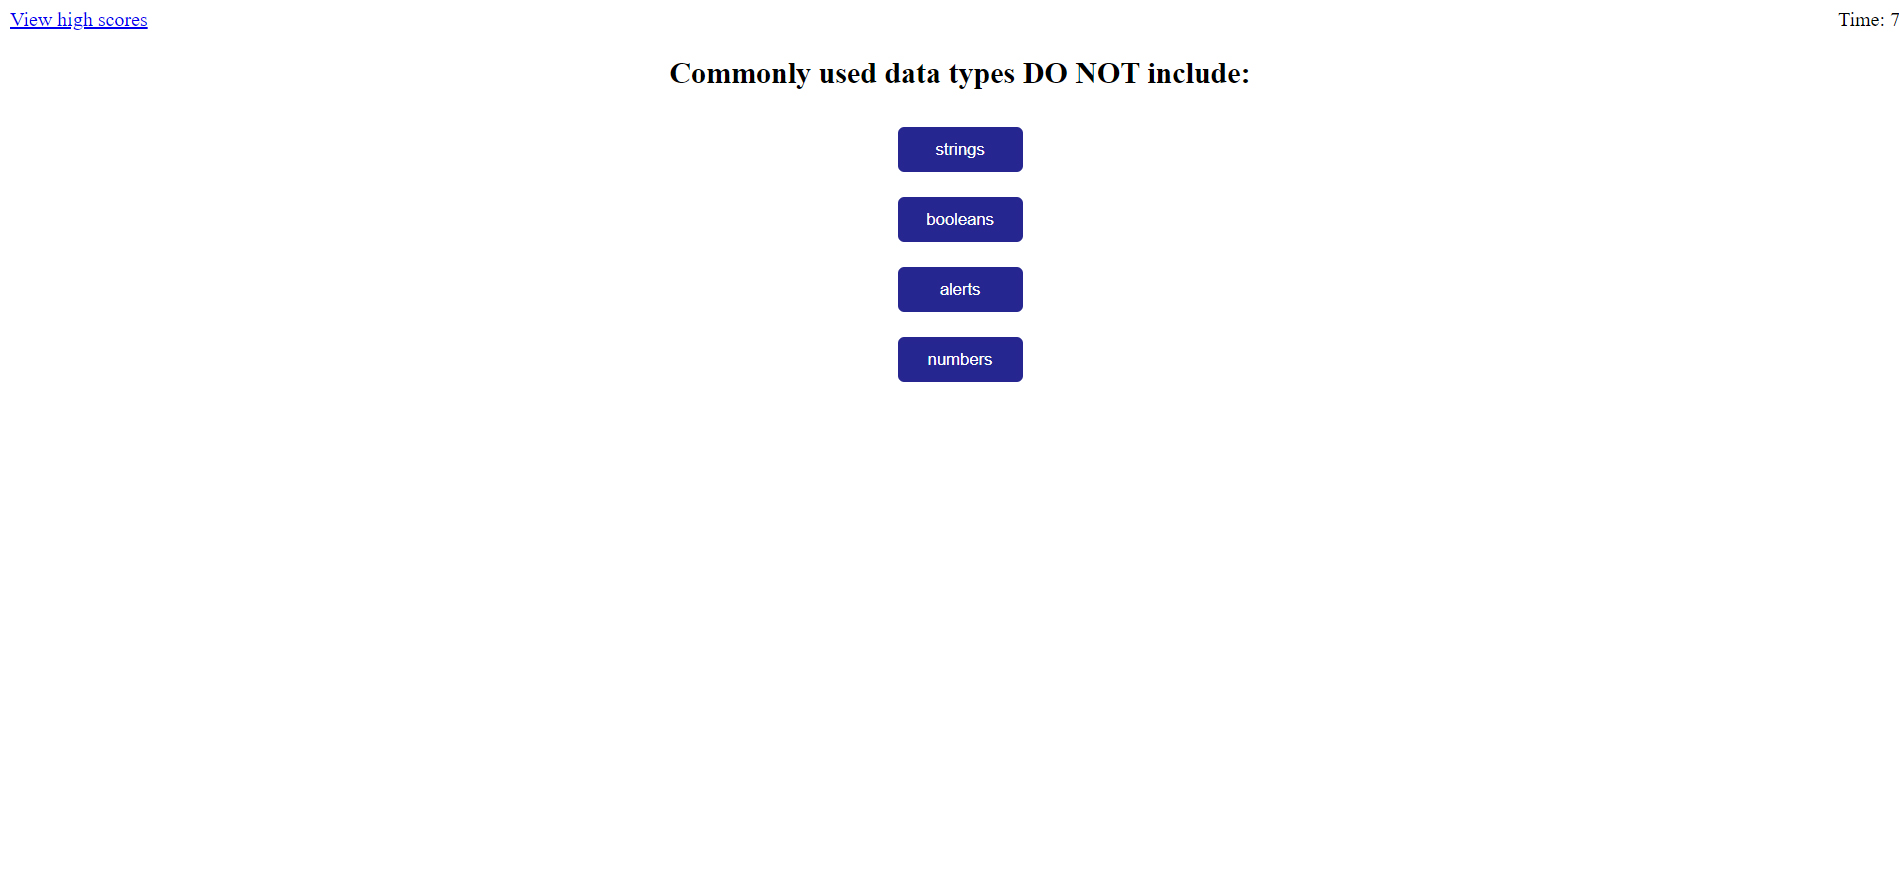 View high scores
Time: 7
Commonly used data types DO NOT include:
strings
booleans
alerts
numbers